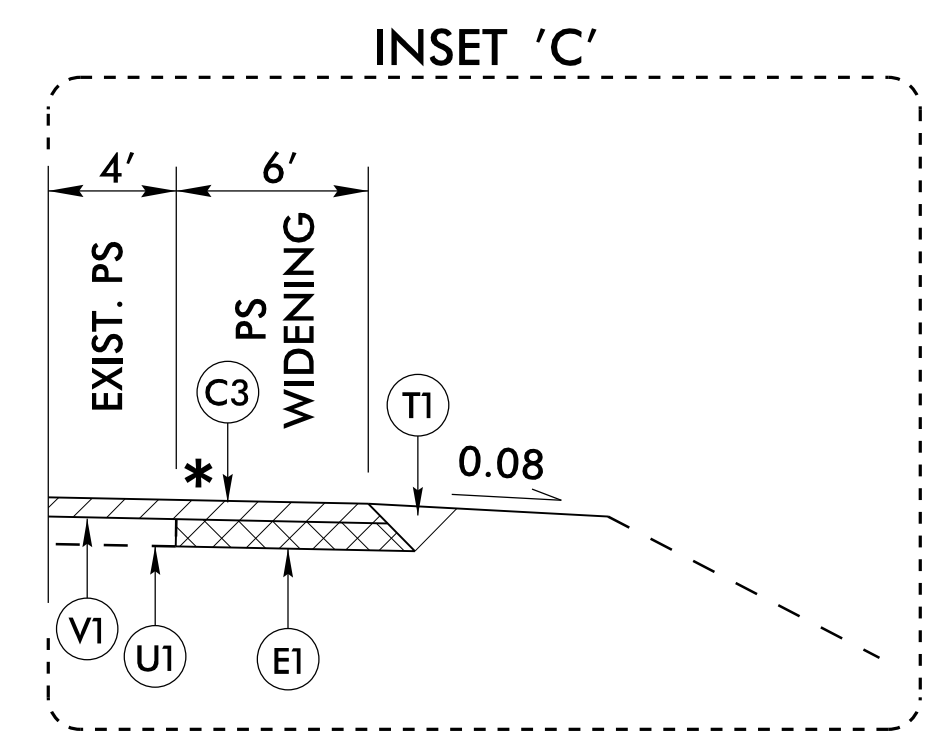 INSET 'C'
4'
6'
EXIST. PS
PS
WIDENING
C3
T1
*
0.08
V1
U1
E1